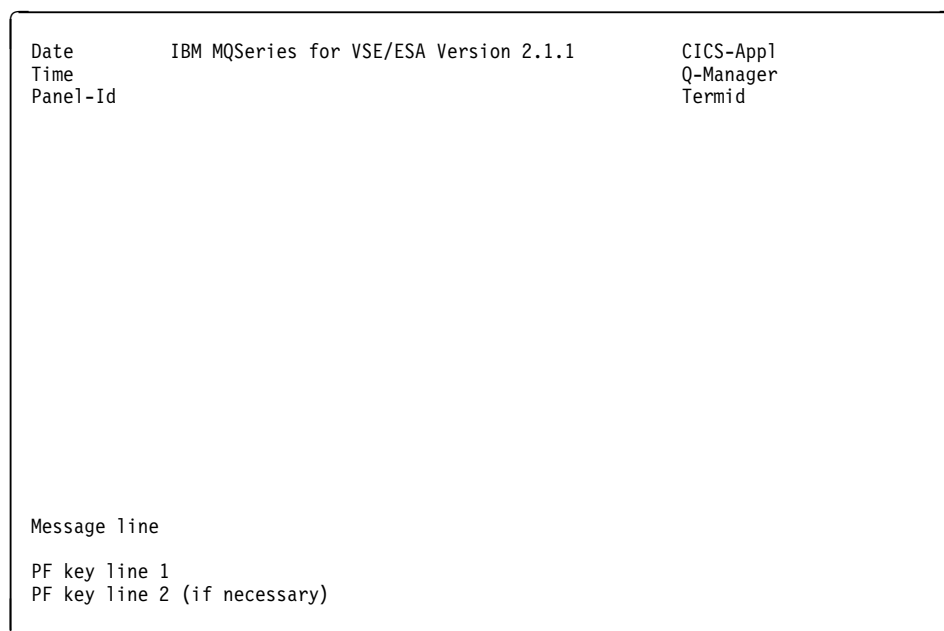 Date IBM MQSeries for VSE/ESA Version 2.1.1 CICS-Appl
Time Q-Manager
Panel-Id Termid
Message line
PF key line 1
PF key line 2 (if necessary)